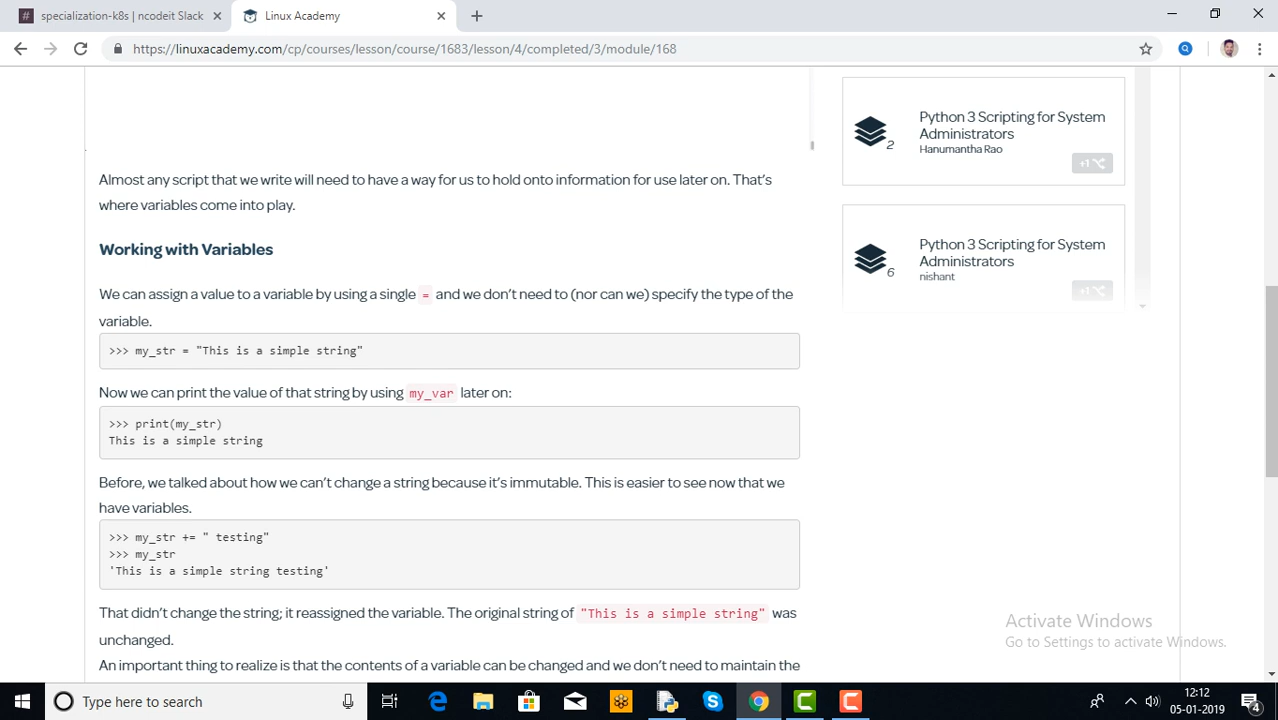 specialization-k8s | ncodeit Slack
Linux Academy
https://linuxacademy.com/cp/courses/lesson/course/1683/lesson/4/completed/3/module/168
Python 3 Scripting for System
Administrators
Hanumantha Rao
2
+1
Almost any script that we write will need to have a way for us to hold onto information for use later on. That's
where variables come into play.
Working with Variables
Python 3 Scripting for System
Administrators
nishant
6
+1
We can assign a value to a variable by using a single = and we don't need to (nor can we) specify the type of the
variable.
>>> my_str = "This is a simple string"
Now we can print the value of that string by using my_var later on:
>>> print(my_str)
This is a simple string
Before, we talked about how we can't change a string because it's immutable. This is easier to see now that we
have variables.
>>> my_str += " testing"
>>> my_str
'This is a simple string testing'
That didn't change the string; it reassigned the variable. The original string of "This is a simple string" was
unchanged.
An important thing to realize is that the contents of a variable can be changed and we don't need to maintain the
Activate Windows
Go to Settings to activate Windows.
Type here to search
12:12
05-01-2019
4